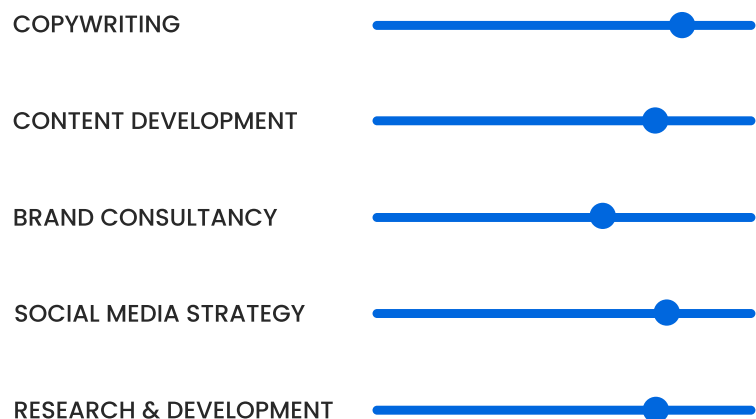 COPYWRITING
CONTENT DEVELOPMENT
BRAND CONSULTANCY
SOCIAL MEDIA STRATEGY
RESEARCH & DEVELOPMENT